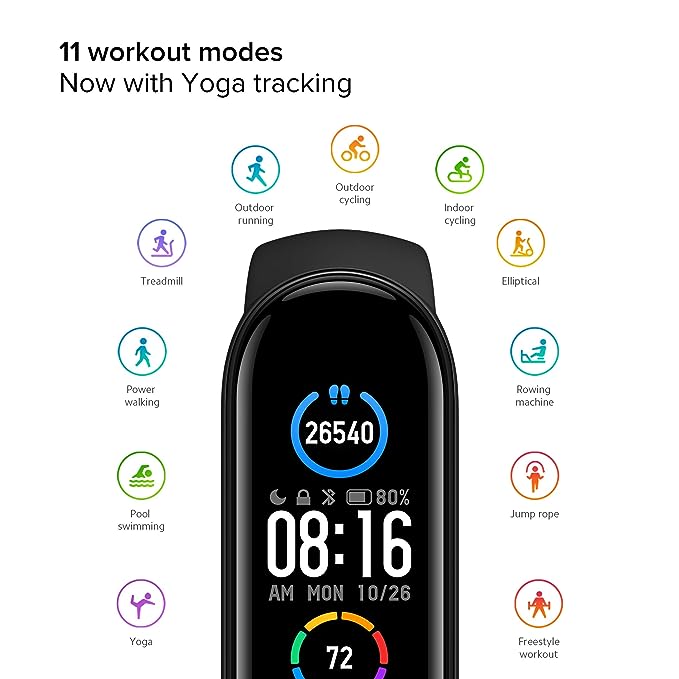 11 workout modes
Now with Yoga tracking
Outdoor
cycling
Outdoor
running
Indoor
cycling
Treadmill
Elliptical
Power
walking
Rowing
machine
Pool
swimming
Jump rope
Yoga
Freestyle
workout
26540
80%
08:16
AM MON 10/26
72